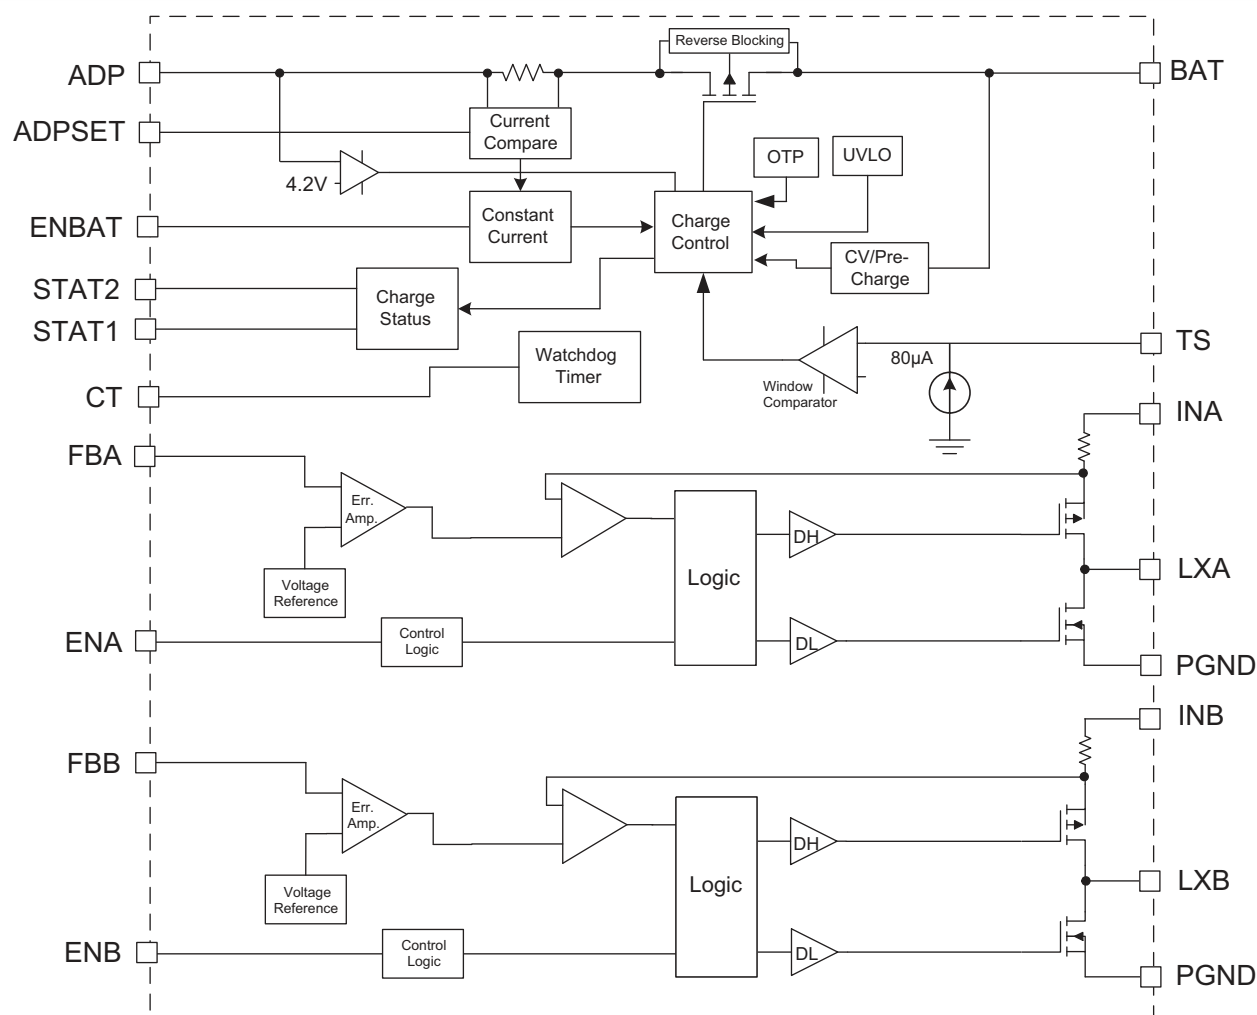 Reverse Blocking
ADP
BAT
ADPSET
Current
Compare
OTP
UVLO
4.2V
ENBAT
Constant
Current
Charge
Control
CV/Pre-
Charge
STAT2
STAT1
Charge
Status
TS
Watchdog
Timer
80µA
Window
Comparator
CT
INA
FBA
Err.
Amp.
DH
Voltage
Reference
Logic
LXA
ENA
Control
Logic
DL
PGND
INB
FBB
Err.
Amp.
DH
Voltage
Reference
Logic
LXB
ENB
Control
Logic
DL
PGND